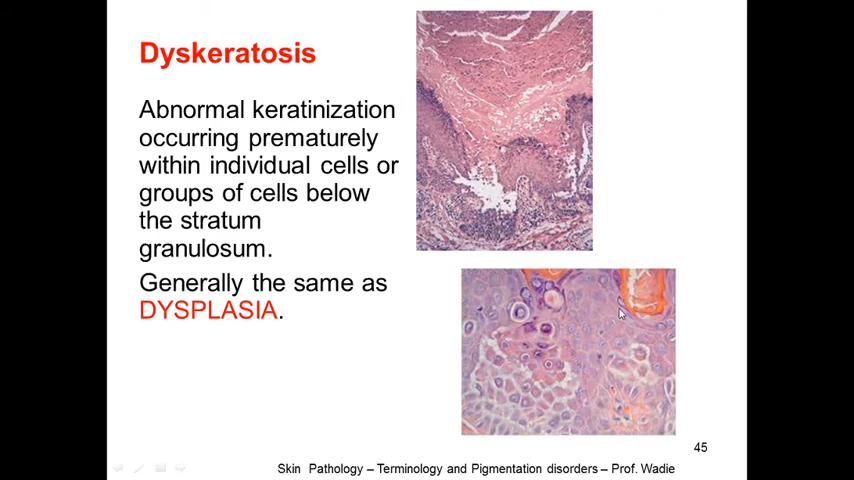 Dyskeratosis
Abnormal keratinization
occurring prematurely
within individual cells or
groups of cells below
the stratum
granulosum.
Generally the same as
DYSPLASIA.
45
Skin Pathology – Terminology and Pigmentation disorders – Prof. Wadie